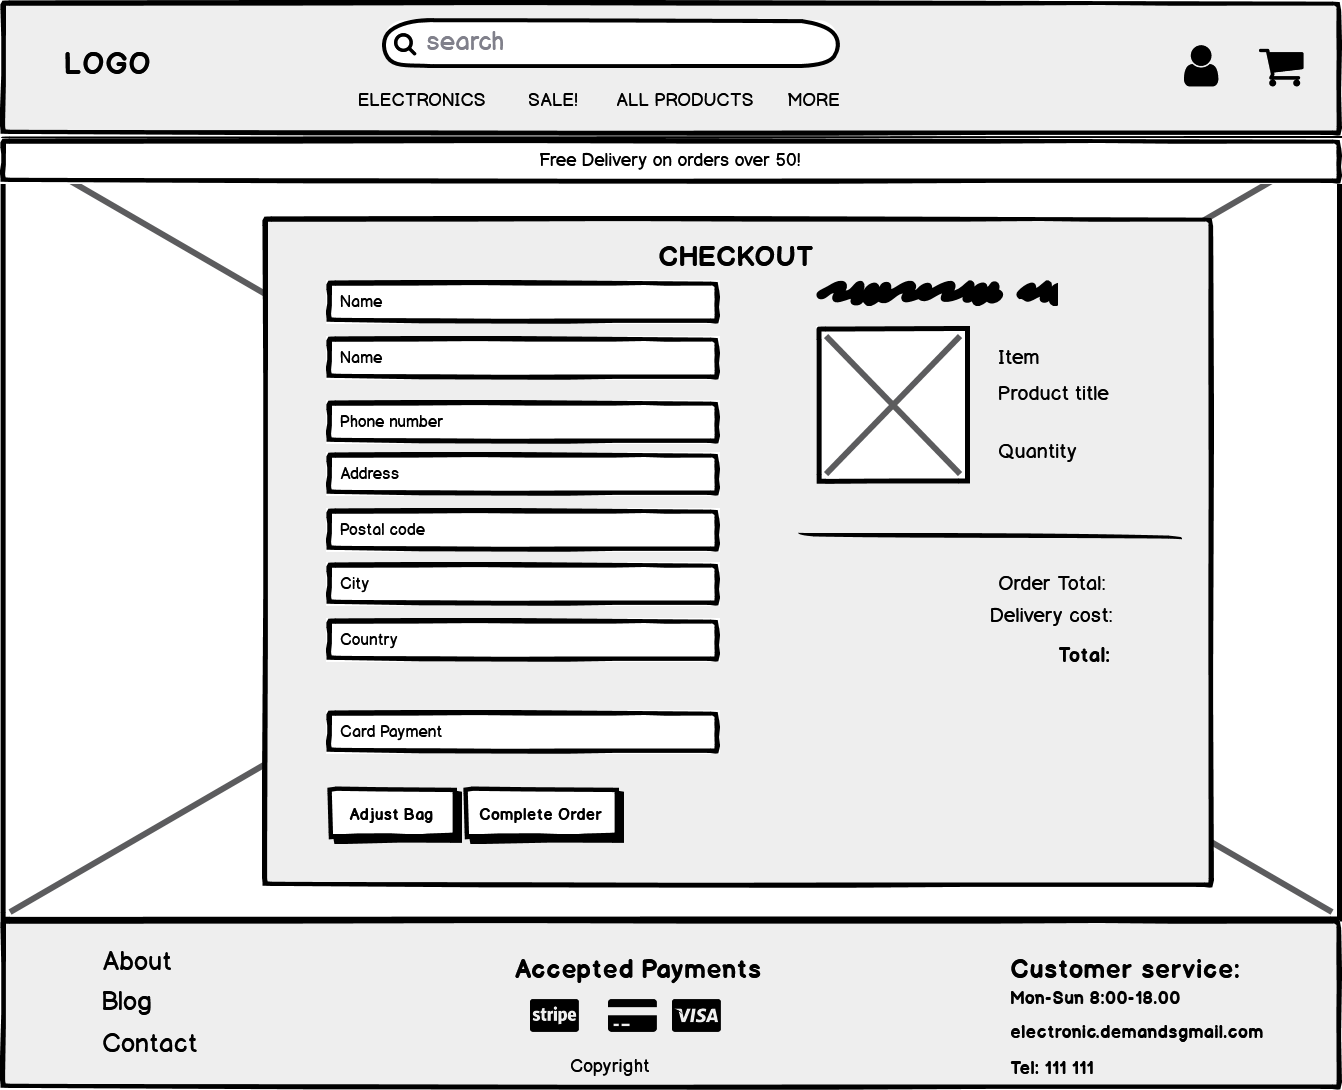 LOGO
search
ELECTRONICS SALE! ALL PRODUCTS MORE
Free Delivery on orders over 50!
CHECKOUT
Name
Name
Phone number
Address
Postal code
City
Country
Card Payment
Adjust Bag Complete Order
Item
Product title
Quantity
Order Total:
Delivery cost:
Total:
About
Blog
Contact
Accepted Payments
stripe VISA
Copyright
Customer service:
Mon-Sun 8:00-18.00
electronic.demandsgmail.com
Tel: 111 111